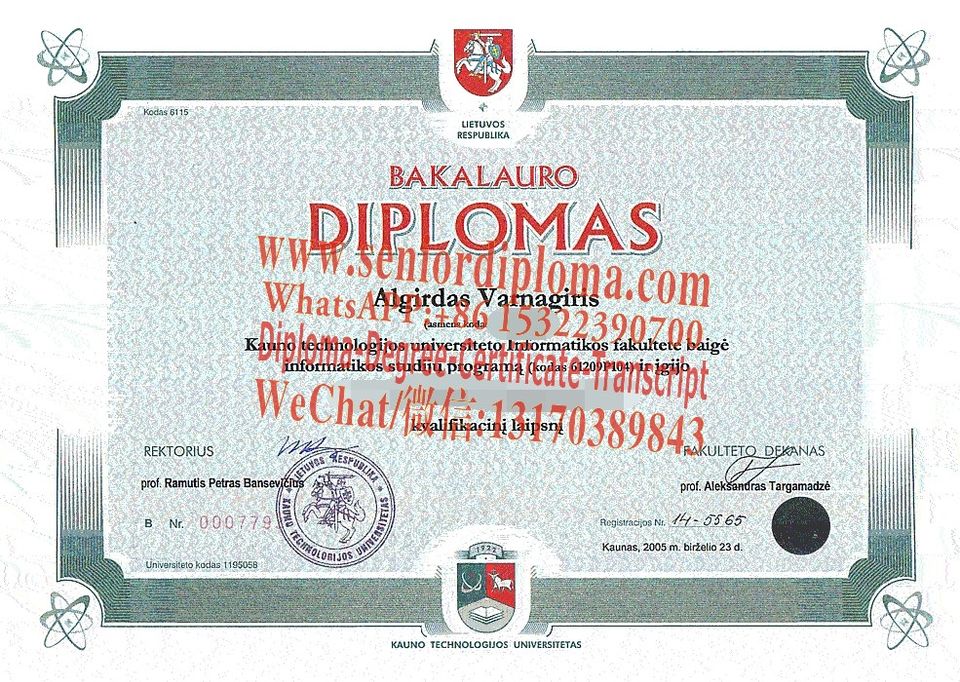 Kodas 6115
LIETUVOS
RESPUBLIKA
BAKALAURO
DIPLOMAS
www.seniordiploma.com
Algirdas Varnagiris
WhatsAPP:+86 15322390700
(asmens kodas
Kauno technologijos universiteto Informatikos fakultete baigė
Diploma-Degree-Certificate-Transcript
informatikos studijų programą (kodas 61209P104) ir įgijo
WeChat/微信:13170389843
kvalifikacinį laipsnį
REKTORIUS
FAKULTETO DEKANAS
prof. Ramutis Petras Bansevičius
prof. Aleksandras Targamadzė
LIETUVOS RESPUBLIKA
KAUNO TECHNOLOGIJOS UNIVERSITETAS
B Nr. 000779
Registracijos Nr. 14-5565
Kaunas, 2005 m. birželio 23 d.
Universiteto kodas 1195058
1922
KAUNO TECHNOLOGIJOS UNIVERSITETAS